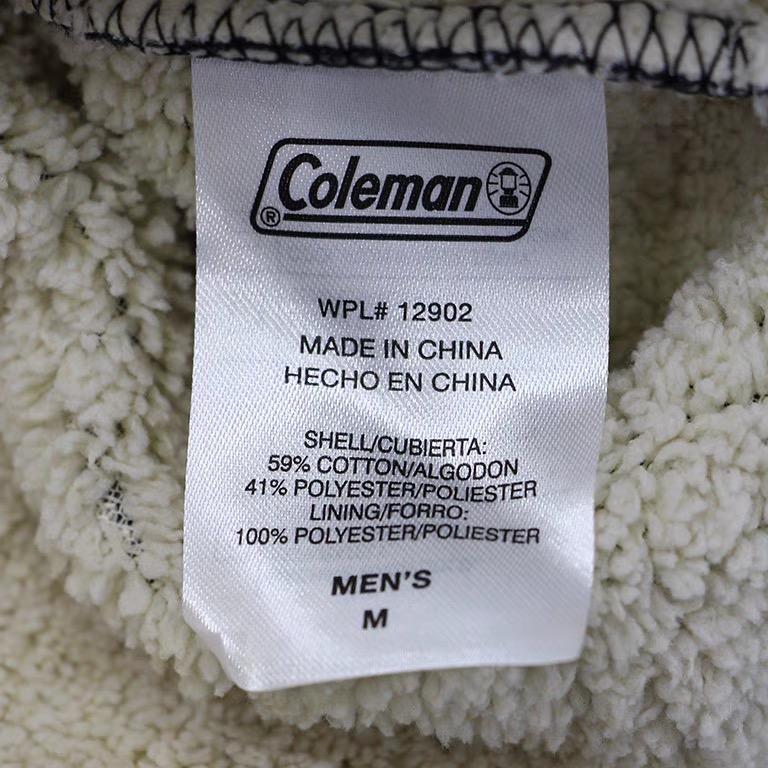 Coleman
®
WPL# 12902
MADE IN CHINA
HECHO EN CHINA
SHELL/CUBIERTA:
59% COTTON/ALGODON
41% POLYESTER/POLIESTER
LINING/FORRO:
100% POLYESTER/POLIESTER
MEN'S
M